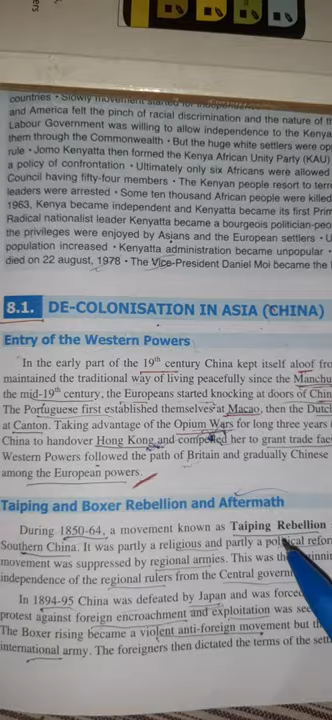 ers
countries • Slowly movement started for
and America felt the pinch of racial discrimination and the nature of th
Labour Government was willing to allow independence to the Kenya
them through the Commonwealth • But the huge white settlers were op
rule • Jomo Kenyatta then formed the Kenya African Unity Party (KAU)
a policy of confrontation • Ultimately only six Africans were allowed
Council having fifty-four members • The Kenyan people resort to terr
leaders were arrested • Some ten thousand African people were killed
1963, Kenya became independent and Kenyatta became its first Prim
Radical nationalist leader Kenyatta became a bourgeois politician-peo
the privileges were enjoyed by Asians and the European settlers • U
population increased • Kenyatta administration became unpopular •
died on 22 august, 1978 • The Vice-President Daniel Moi became the
8.1. DE-COLONISATION IN ASIA (CHINA)
Entry of the Western Powers
In the early part of the 19th century China kept itself aloof fro
maintained the traditional way of living peacefully since the Manchu
the mid-19th century, the Europeans started knocking at doors of Chin
The Portuguese first established themselves at Macao, then the Dutch
at Canton. Taking advantage of the Opium Wars for long three years
China to handover Hong Kong and compelled her to grant trade fac
Western Powers followed the path of Britain and gradually Chinese
among the European powers.
Taiping and Boxer Rebellion and Aftermath
During 1850-64, a movement known as Taiping Rebellion
Southern China. It was partly a religious and partly a political refor
movement was suppressed by regional armies. This was the
independence of the regional rulers from the Central
In 1894-95 China was defeated by Japan and was forced
protest against foreign encroachment and exploitation was see
The Boxer rising became a violent anti-foreign movement but th
international army. The foreigners then dictated the terms of the sett